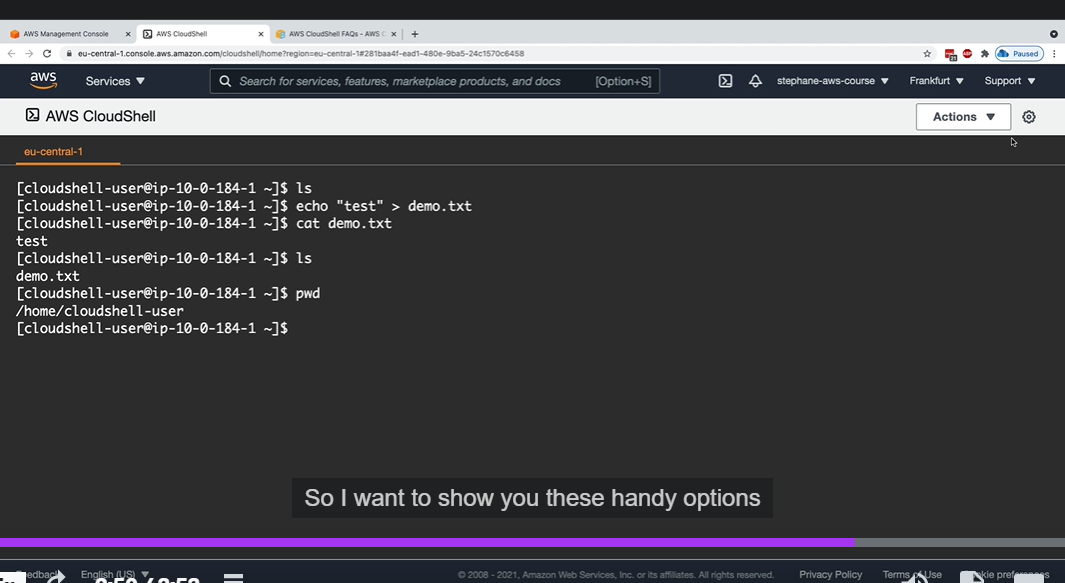 AWS Management Console
AWS CloudShell
AWS CloudShell FAQs - AWS C
eu-central-1.console.aws.amazon.com/cloudshell/home?region=eu-central-1#281baa4f-ead1-480e-9ba5-24c1570c6458
21
ABP
Paused
aws
Services
Search for services, features, marketplace products, and docs
[Option+S]
stephane-aws-course
Frankfurt
Support
AWS CloudShell
Actions
eu-central-1
[cloudshell-user@ip-10-0-184-1 ~]$ ls
[cloudshell-user@ip-10-0-184-1 ~]$ echo "test" > demo.txt
[cloudshell-user@ip-10-0-184-1 ~]$ cat demo.txt
test
[cloudshell-user@ip-10-0-184-1 ~]$ ls
demo.txt
[cloudshell-user@ip-10-0-184-1 ~]$ pwd
/home/cloudshell-user
[cloudshell-user@ip-10-0-184-1 ~]$
So I want to show you these handy options
English (US)
© 2008 - 2021, Amazon Web Services, Inc. or its affiliates. All rights reserved.
Privacy Policy
Terms of Use